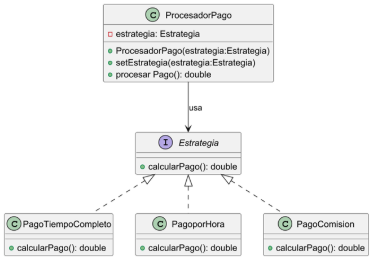 C ProcesadorPago
estrategia: Estrategia
ProcesadorPago(estrategia:Estrategia)
setEstrategia(estrategia:Estrategia)
procesar Pago(): double
usa
I Estrategia
calcularPago(): double
C PagoTiempoCompleto
calcularPago(): double
C PagoporHora
calcularPago(): double
C PagoComision
calcularPago(): double